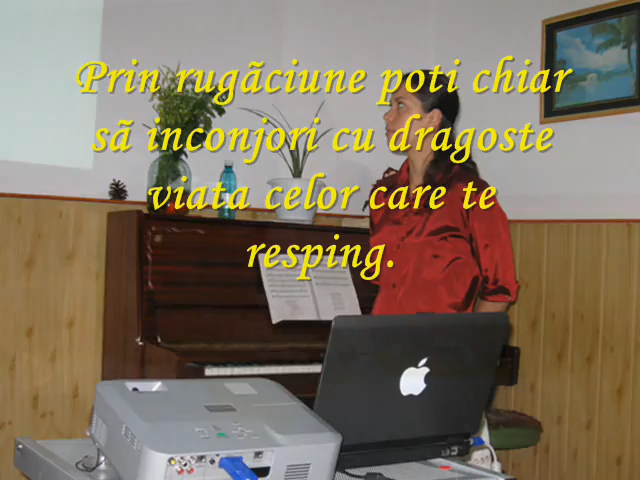 Prin rugãciune poti chiar
sã inconjori cu dragoste
viata celor care te
resping.